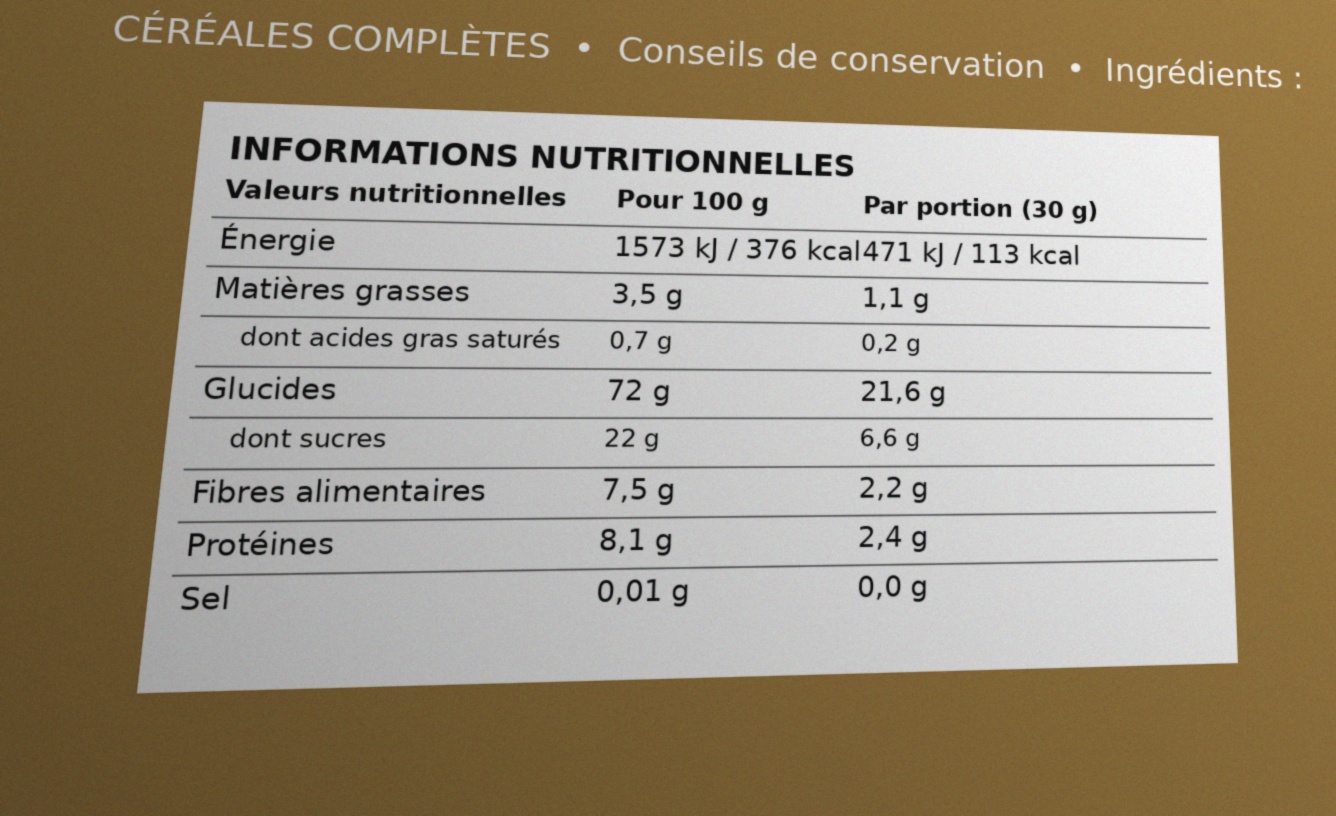 CÉRÉALES COMPLÈTES • Conseils de conservation • Ingrédients :
INFORMATIONS NUTRITIONNELLES
Valeurs nutritionnelles Pour 100 g Par portion (30 g)
Énergie 1573 kJ / 376 kcal 471 kJ / 113 kcal
Matières grasses 3,5 g 1,1 g
dont acides gras saturés 0,7 g 0,2 g
Glucides 72 g 21,6 g
dont sucres 22 g 6,6 g
Fibres alimentaires 7,5 g 2,2 g
Protéines 8,1 g 2,4 g
Sel 0,01 g 0,0 g